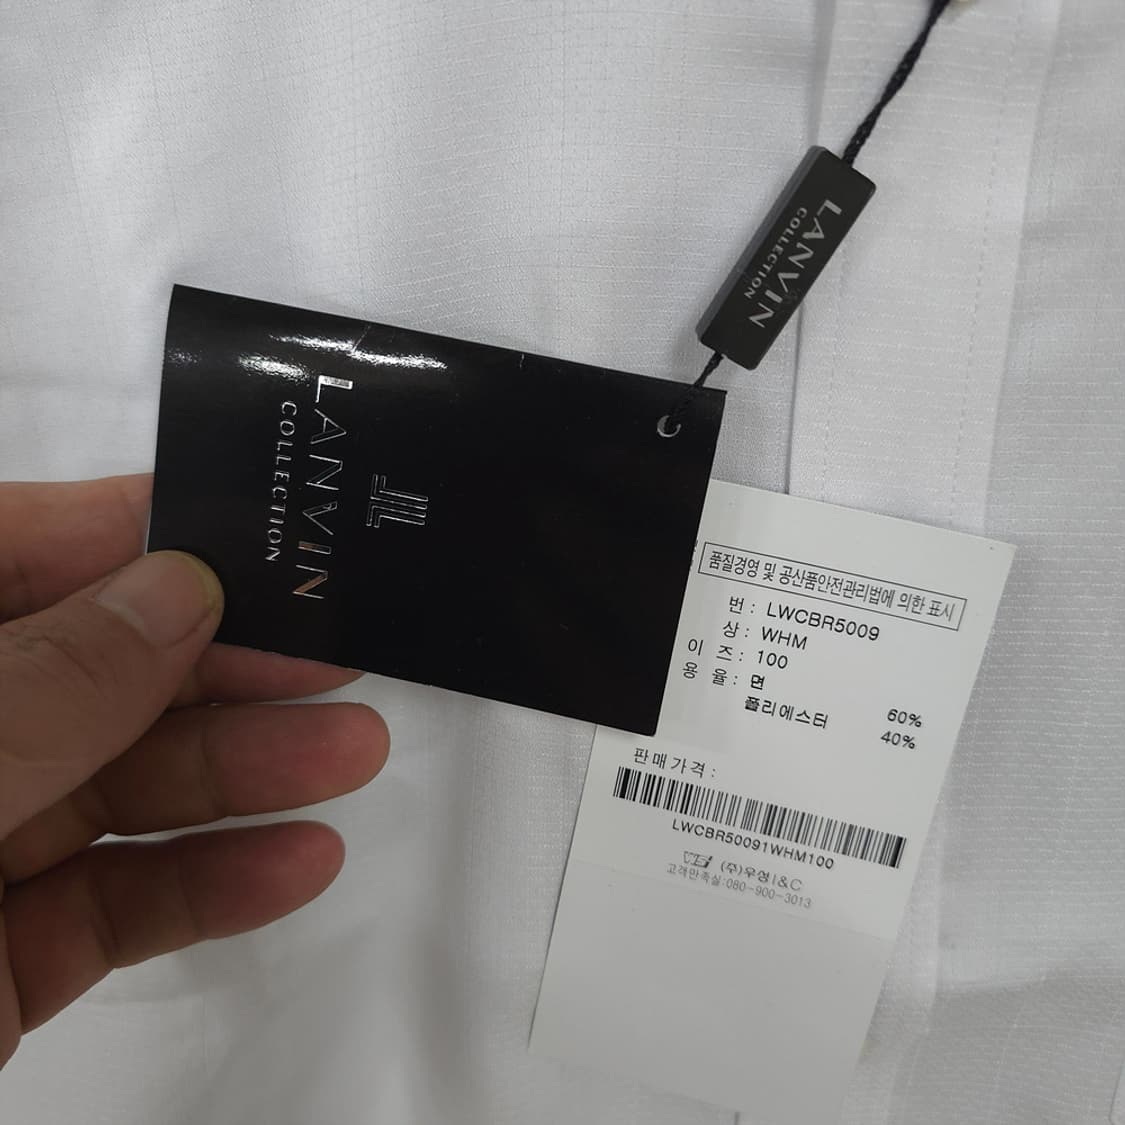 LANVIN
COLLECTION
LANVIN
COLLECTION
품질경영 및 공산품안전관리법에 의한 표시
번 : LWCBR5009
상 : WHM
이 즈 : 100
용 율 : 면 60%
폴리에스터 40%
판매가격 :
LWCBR50091WHM100
(주)우성I&C
고객만족실:080-900-3013